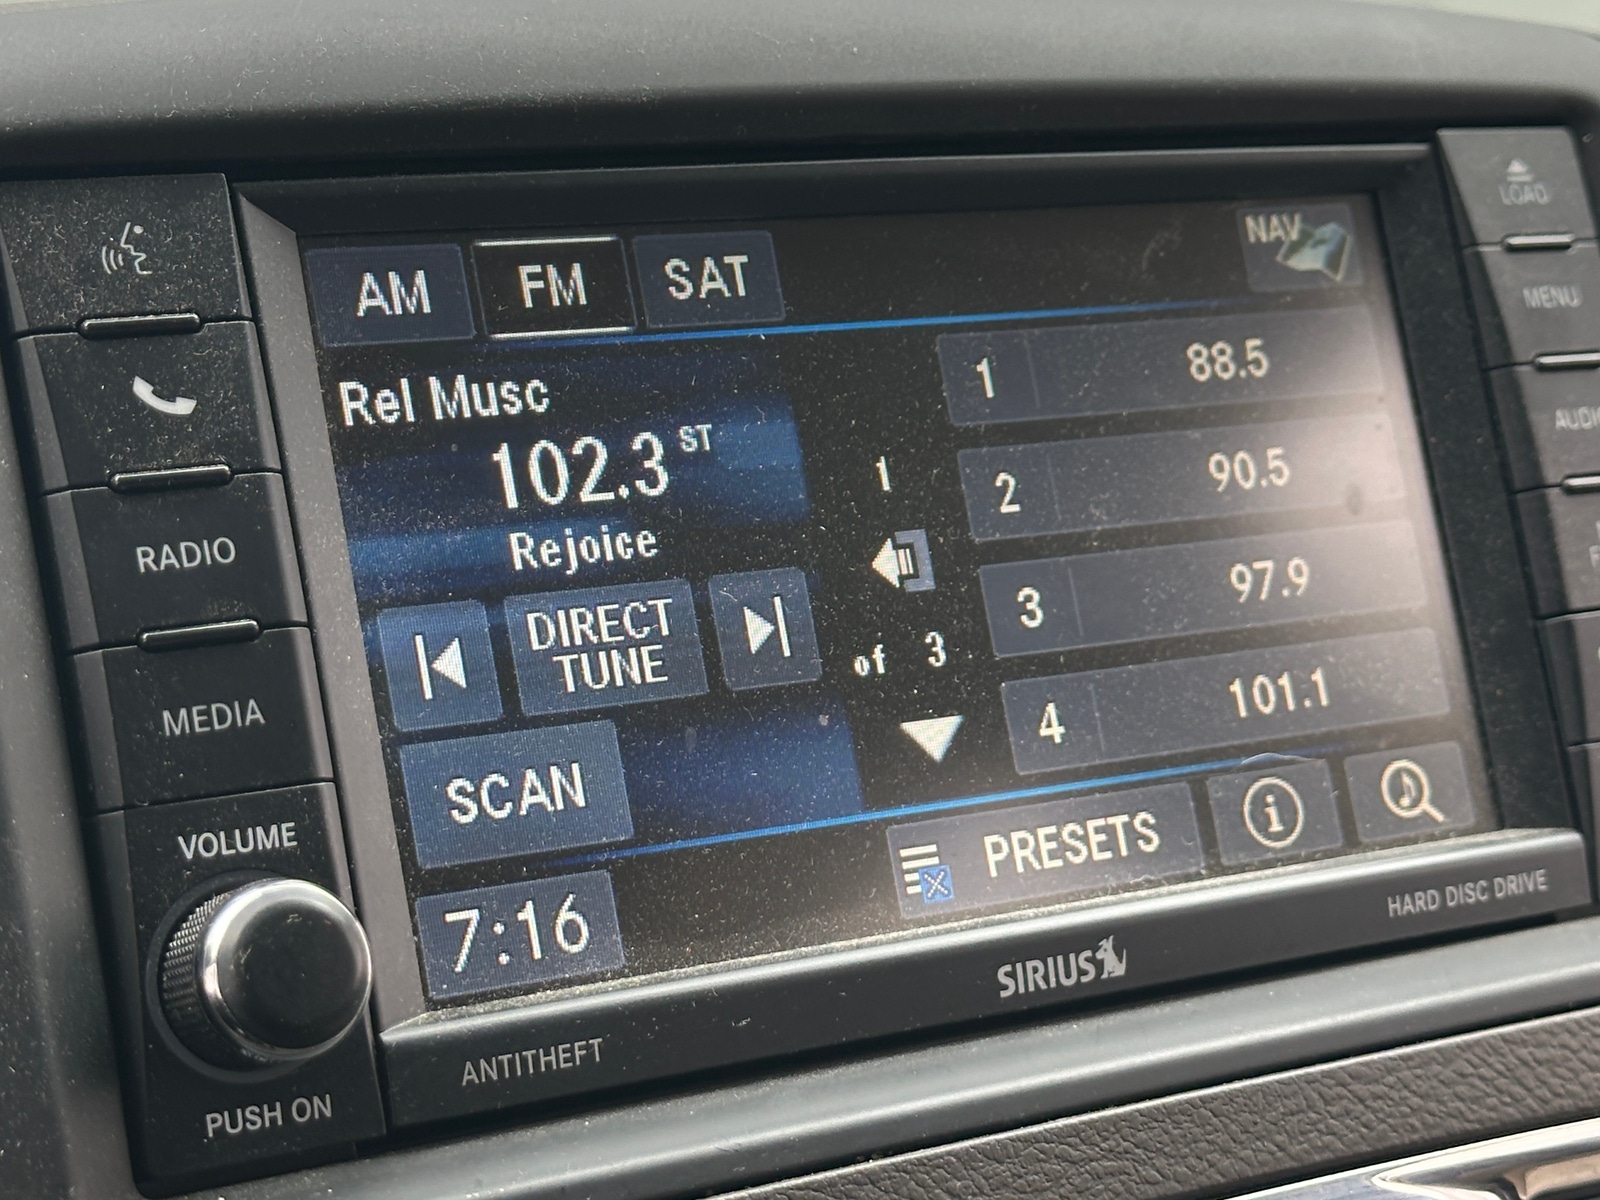 AM
FM
SAT
NAV
Rel Musc
102.3 ST
Rejoice
DIRECT
TUNE
SCAN
7:16
1
of 3
1 88.5
2 90.5
3 97.9
4 101.1
PRESETS
i
RADIO
MEDIA
VOLUME
PUSH ON
ANTITHEFT
SIRIUS
HARD DISC DRIVE
LOAD
MENU